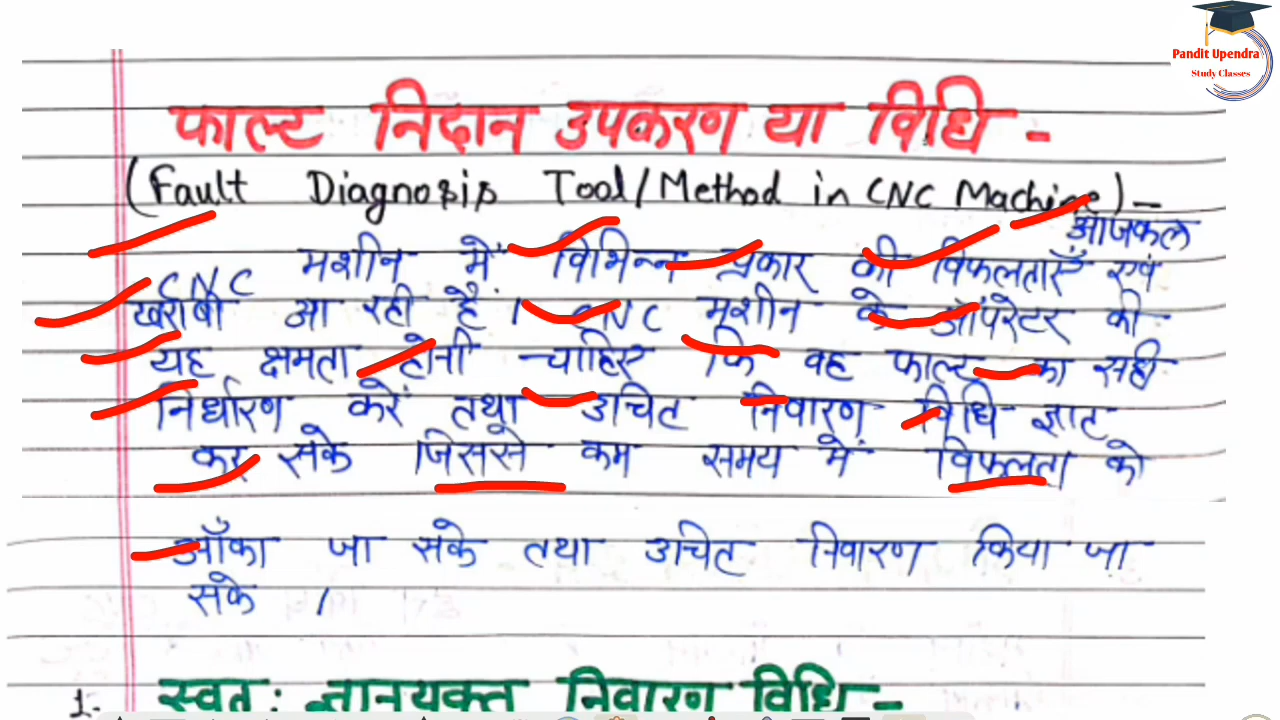 Pandit Upendra
Study Classes
फाल्ट निदान उपकरण या विधि -
(Fault Diagnosis Tool/Method in CNC Machine) -
आजकल
CNC मशीन में विभिन्न प्रकार की विफलताएँ एवं
खराबी आ रही हैं । CNC मशीन के ऑपरेटर की
यह क्षमता होनी चाहिए कि वह फाल्ट का सही
निर्धारण करें तथा उचित निवारण विधि ज्ञात
कर सके जिससे कम समय में विफलता को
आँका जा सके तथा उचित निवारण किया जा
सके ।
1. स्वत: ज्ञानयुक्त निवारण विधि -